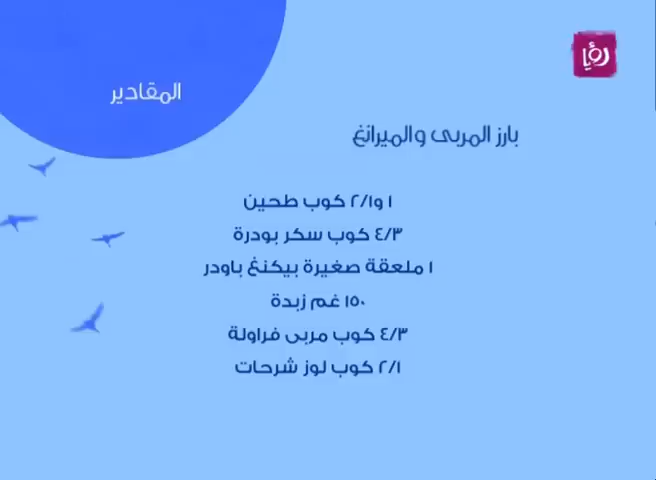 رؤيا
المقادير
بارز المربى والميرانغ
١ و٢/١ كوب طحين
٤/٣ كوب سكر بودرة
١ ملعقة صغيرة بيكنغ باودر
١٥٠ غم زبدة
٤/٣ كوب مربى فراولة
٢/١ كوب لوز شرحات